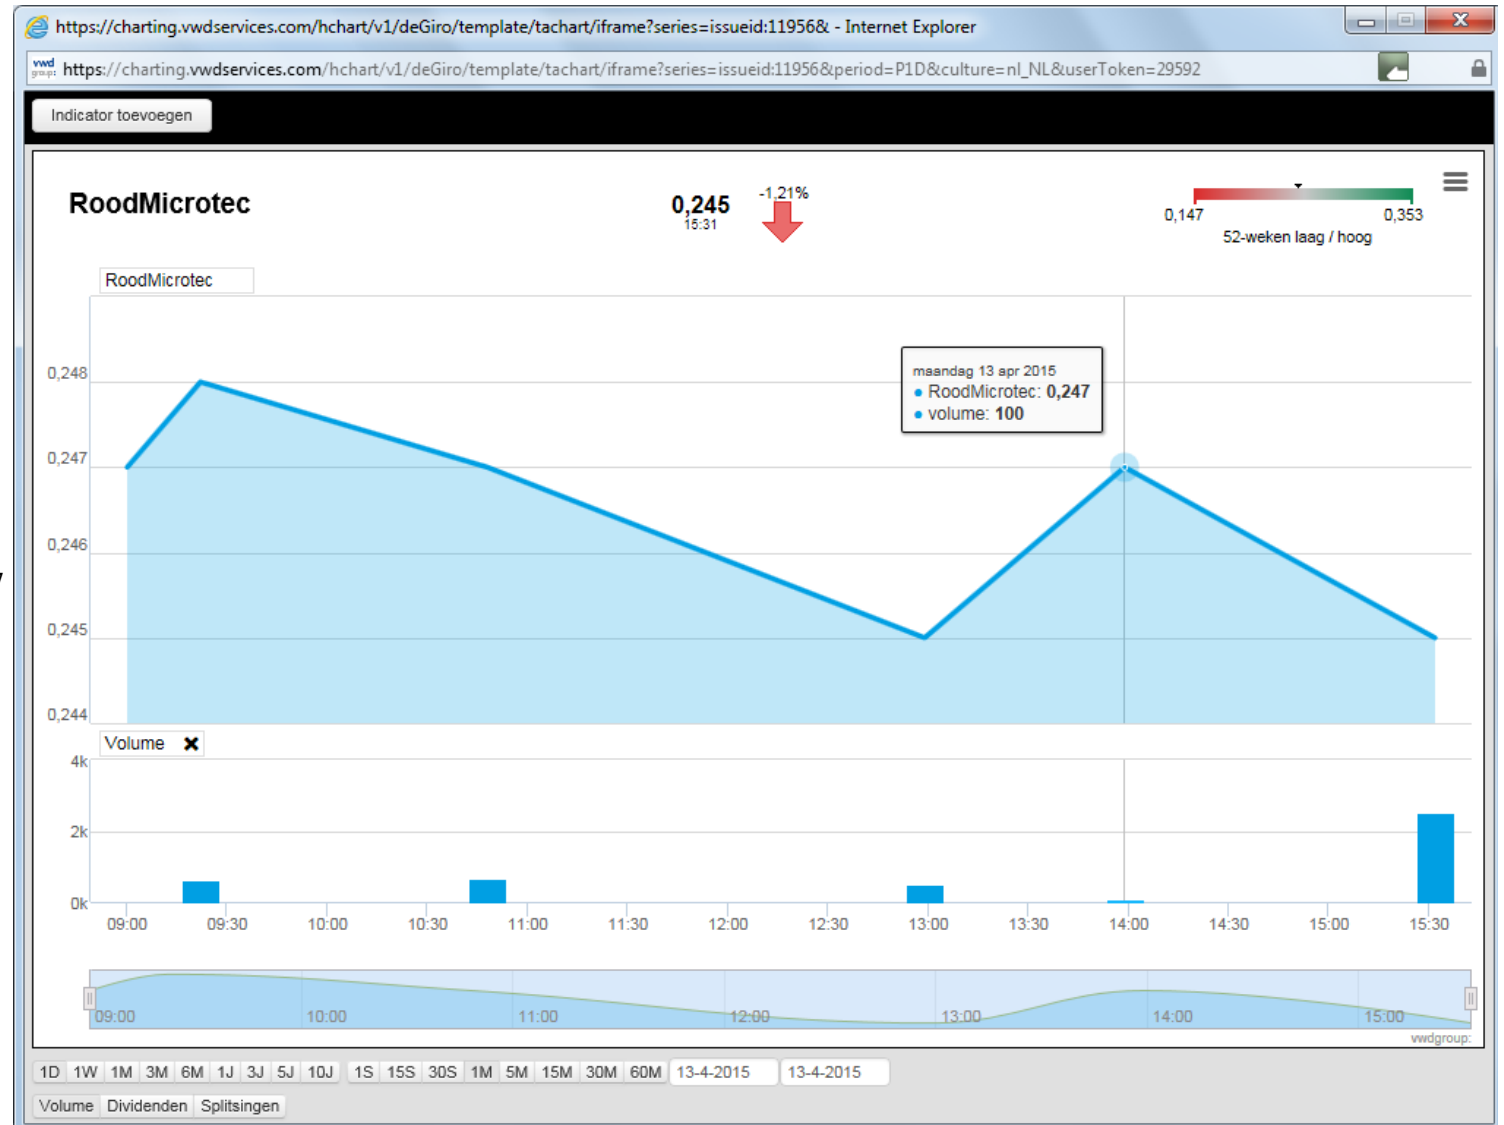 https://charting.vwdservices.com/hchart/v1/deGiro/template/tachart/iframe?series=issueid:11956& - Internet Explorer
vwd group: https://charting.vwdservices.com/hchart/v1/deGiro/template/tachart/iframe?series=issueid:11956&period=P1D&culture=nl_NL&userToken=29592
Indicator toevoegen
RoodMicrotec
0,245
15:31
-1,21%
0,147 0,353
52-weken laag / hoog
RoodMicrotec
0,248
maandag 13 apr 2015
• RoodMicrotec: 0,247
• volume: 100
0,247
0,246
0,245
0,244
Volume
4k
2k
0k
09:00 09:30 10:00 10:30 11:00 11:30 12:00 12:30 13:00 13:30 14:00 14:30 15:00 15:30
09:00 10:00 11:00 12:00 13:00 14:00 15:00
vwdgroup:
1D 1W 1M 3M 6M 1J 3J 5J 10J 1S 15S 30S 1M 5M 15M 30M 60M 13-4-2015 13-4-2015
Volume Dividenden Splitsingen